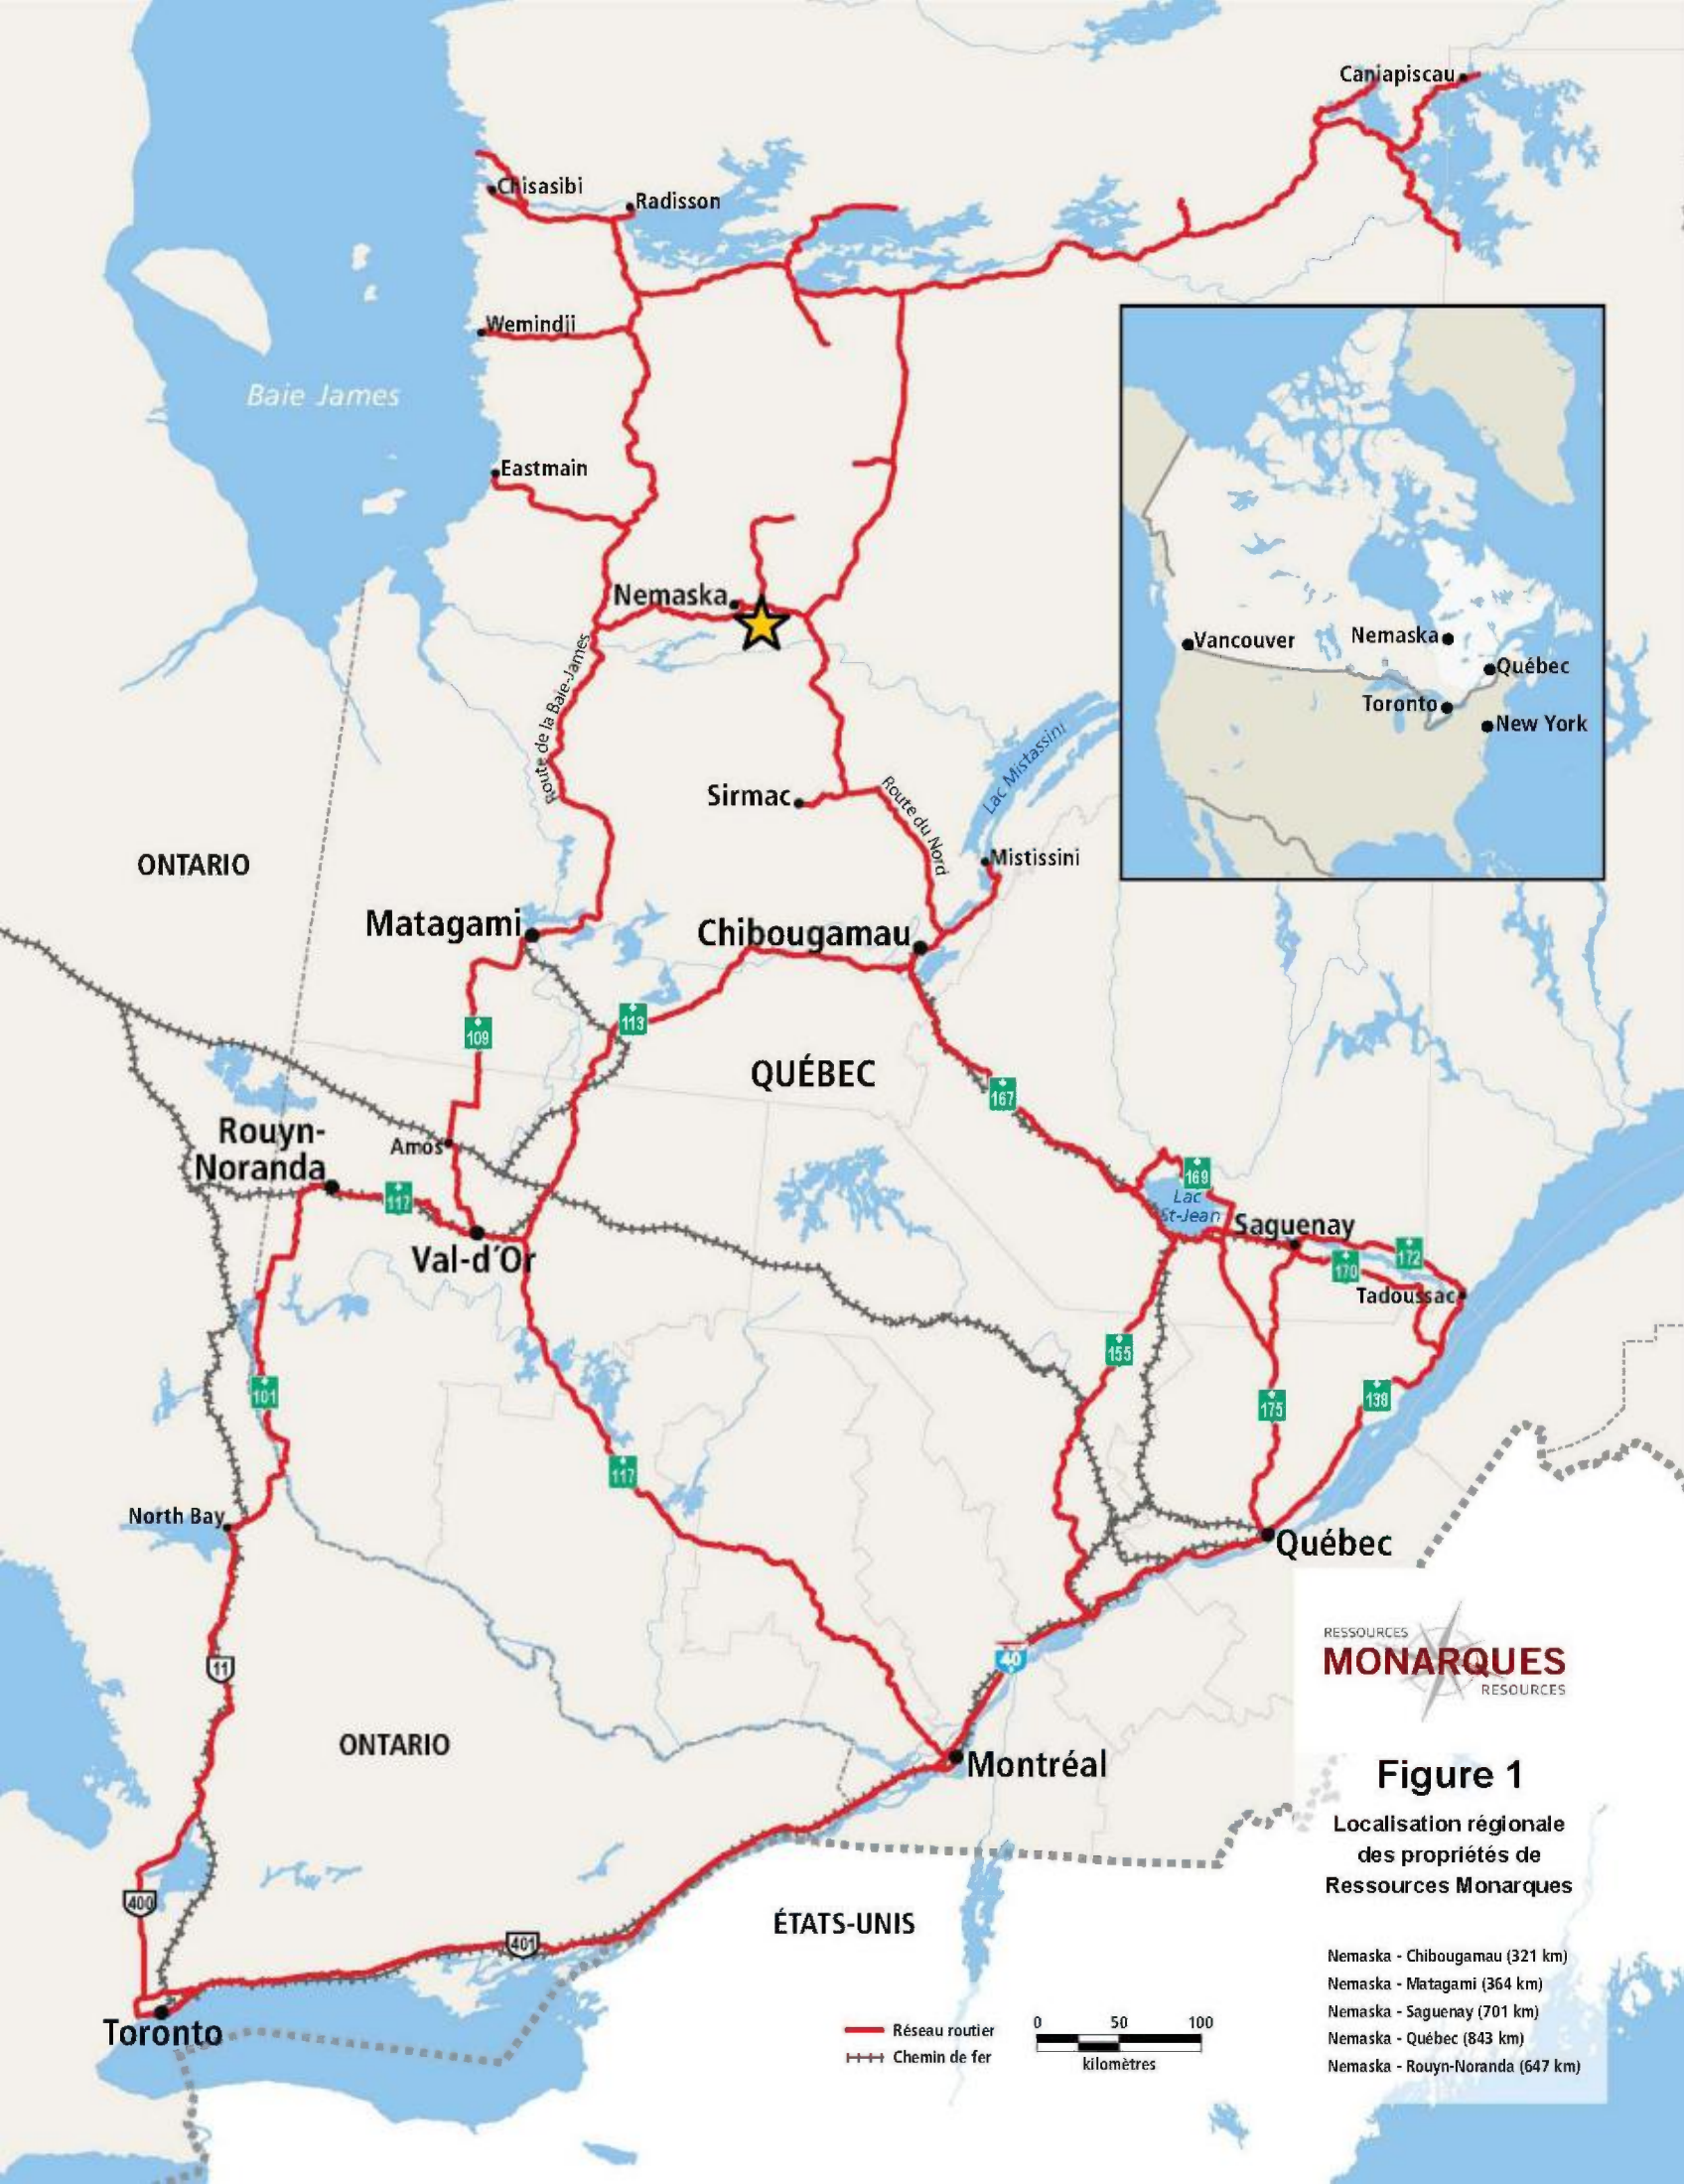 Caniapiscau
Chisasibi
Radisson
Wemindji
Baie James
Eastmain
Nemaska
Route de la Baie-James
Vancouver
Nemaska
Québec
Toronto
New York
Sirmac
Route du Nord
Lac Mistassini
Mistissini
ONTARIO
Matagami
Chibougamau
113
109
QUÉBEC
167
Rouyn-
Noranda
Amos
117
169
Lac
St-Jean
Saguenay
172
170
Tadoussac
Val-d'Or
155
101
175
138
117
North Bay
Québec
11
40
ONTARIO
Montréal
RESSOURCES
MONARQUES
RESOURCES
Figure 1
Localisation régionale
des propriétés de
Ressources Monarques
400
401
ÉTATS-UNIS
Nemaska - Chibougamau (321 km)
Nemaska - Matagami (364 km)
Nemaska - Saguenay (701 km)
Nemaska - Québec (843 km)
Nemaska - Rouyn-Noranda (647 km)
Toronto
Réseau routier
Chemin de fer
0 50 100
kilomètres